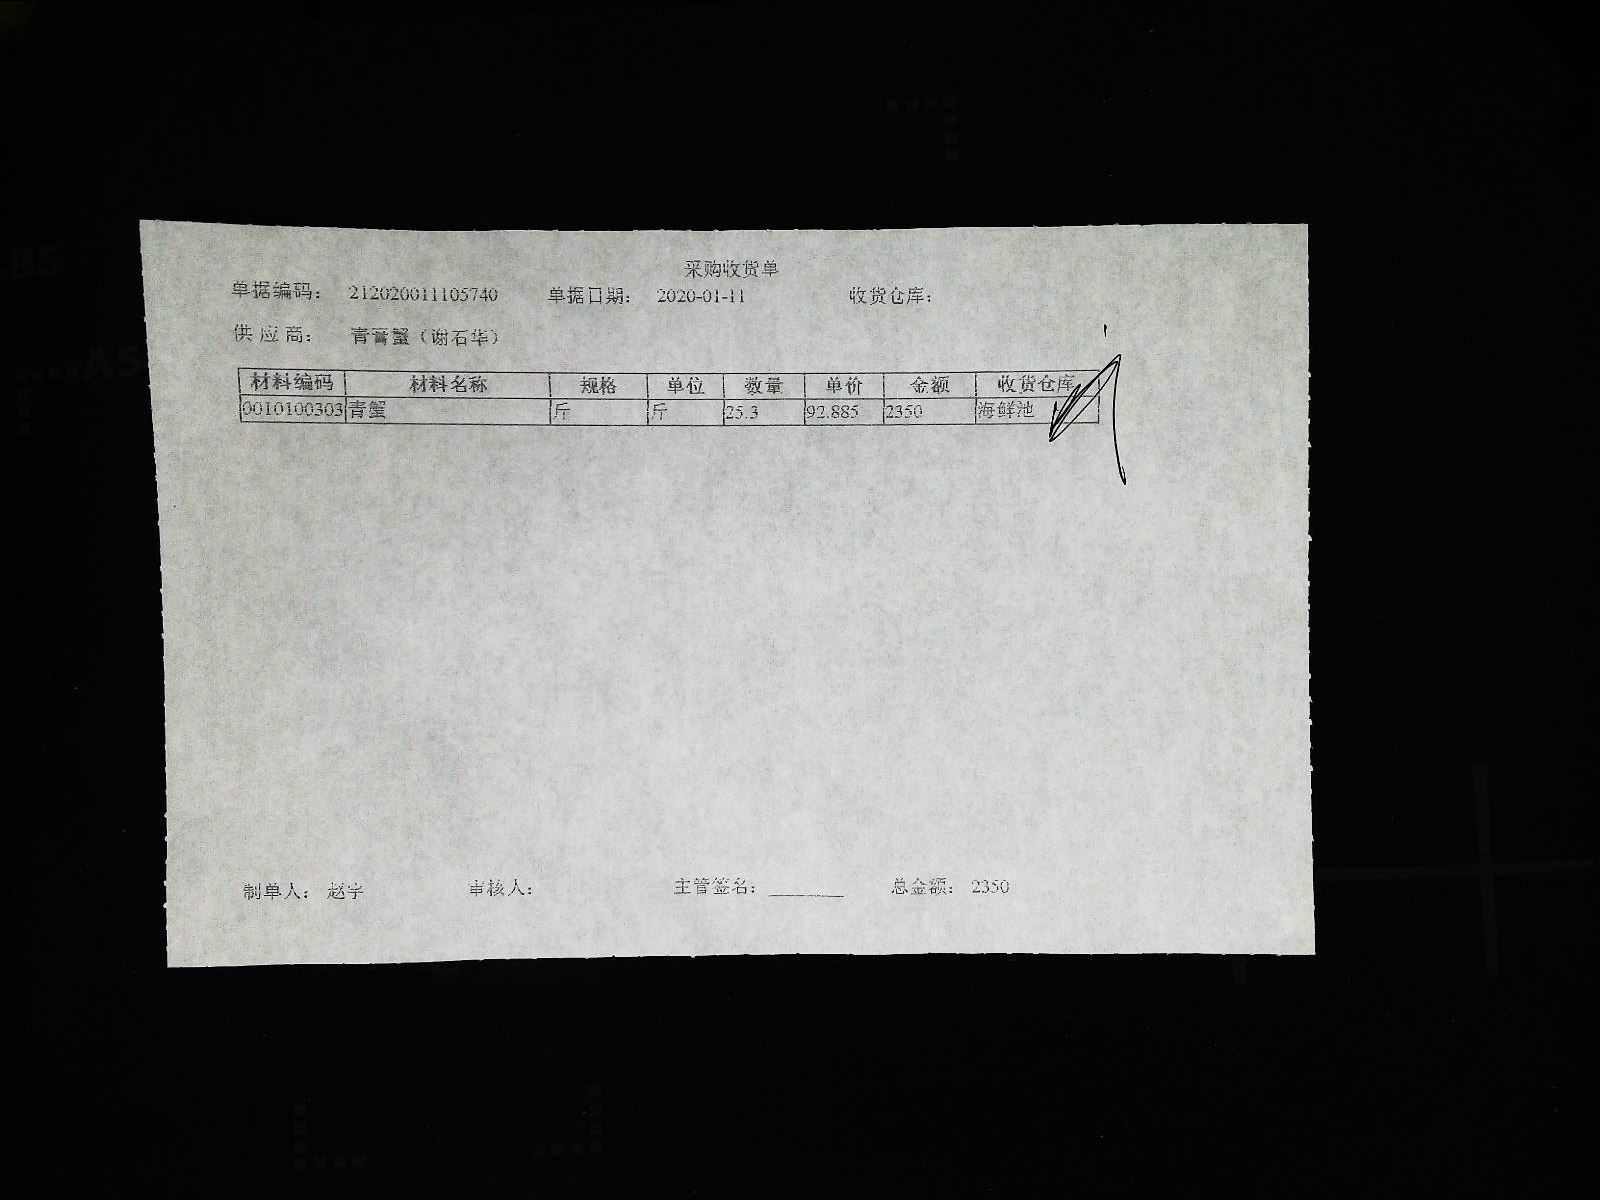 采购收货单
单据编码： 212020011105740 单据日期： 2020-01-11 收货仓库：
供应商： 青膏蟹（谢石华）
材料编码 材料名称 规格 单位 数量 单价 金额 收货仓库
0010100303 青蟹 斤 斤 25.3 92.885 2350 海鲜池
制单人： 赵宇 审核人： 主管签名： 总金额： 2350